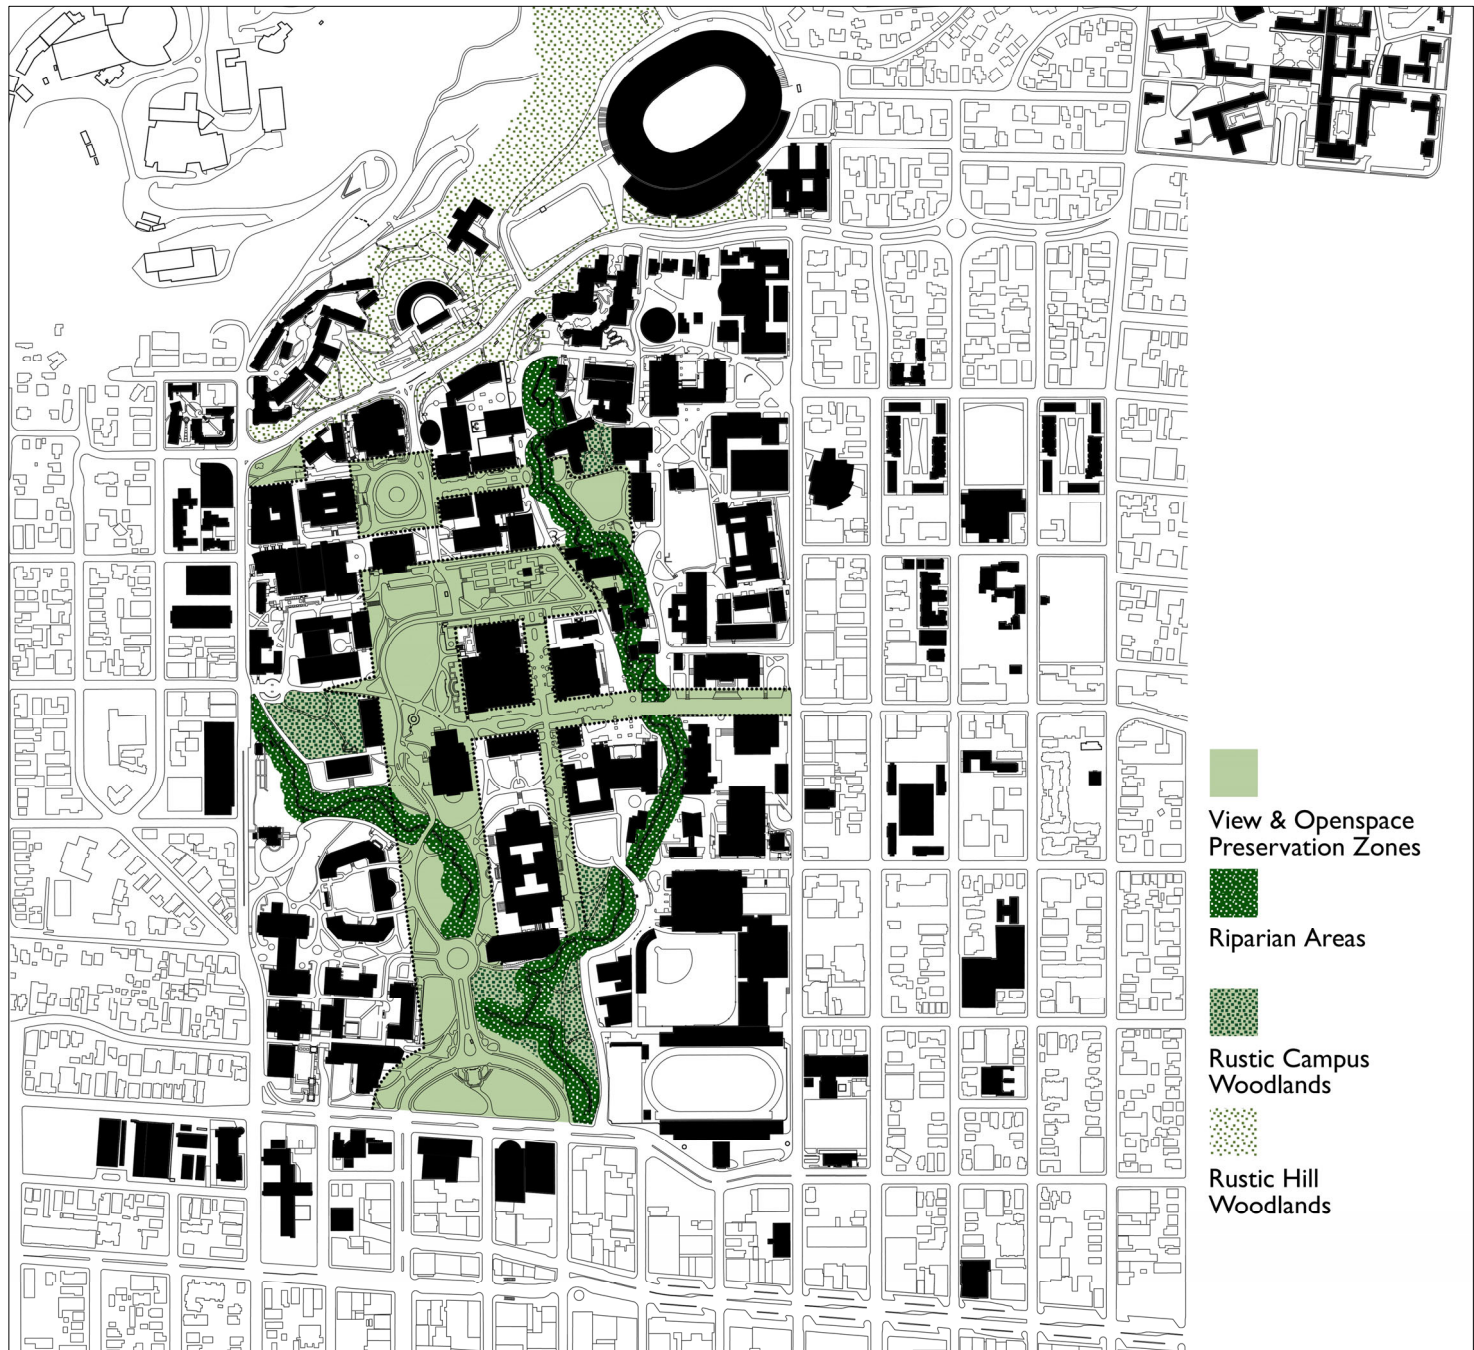 View & Openspace
Preservation Zones
Riparian Areas
Rustic Campus
Woodlands
Rustic Hill
Woodlands